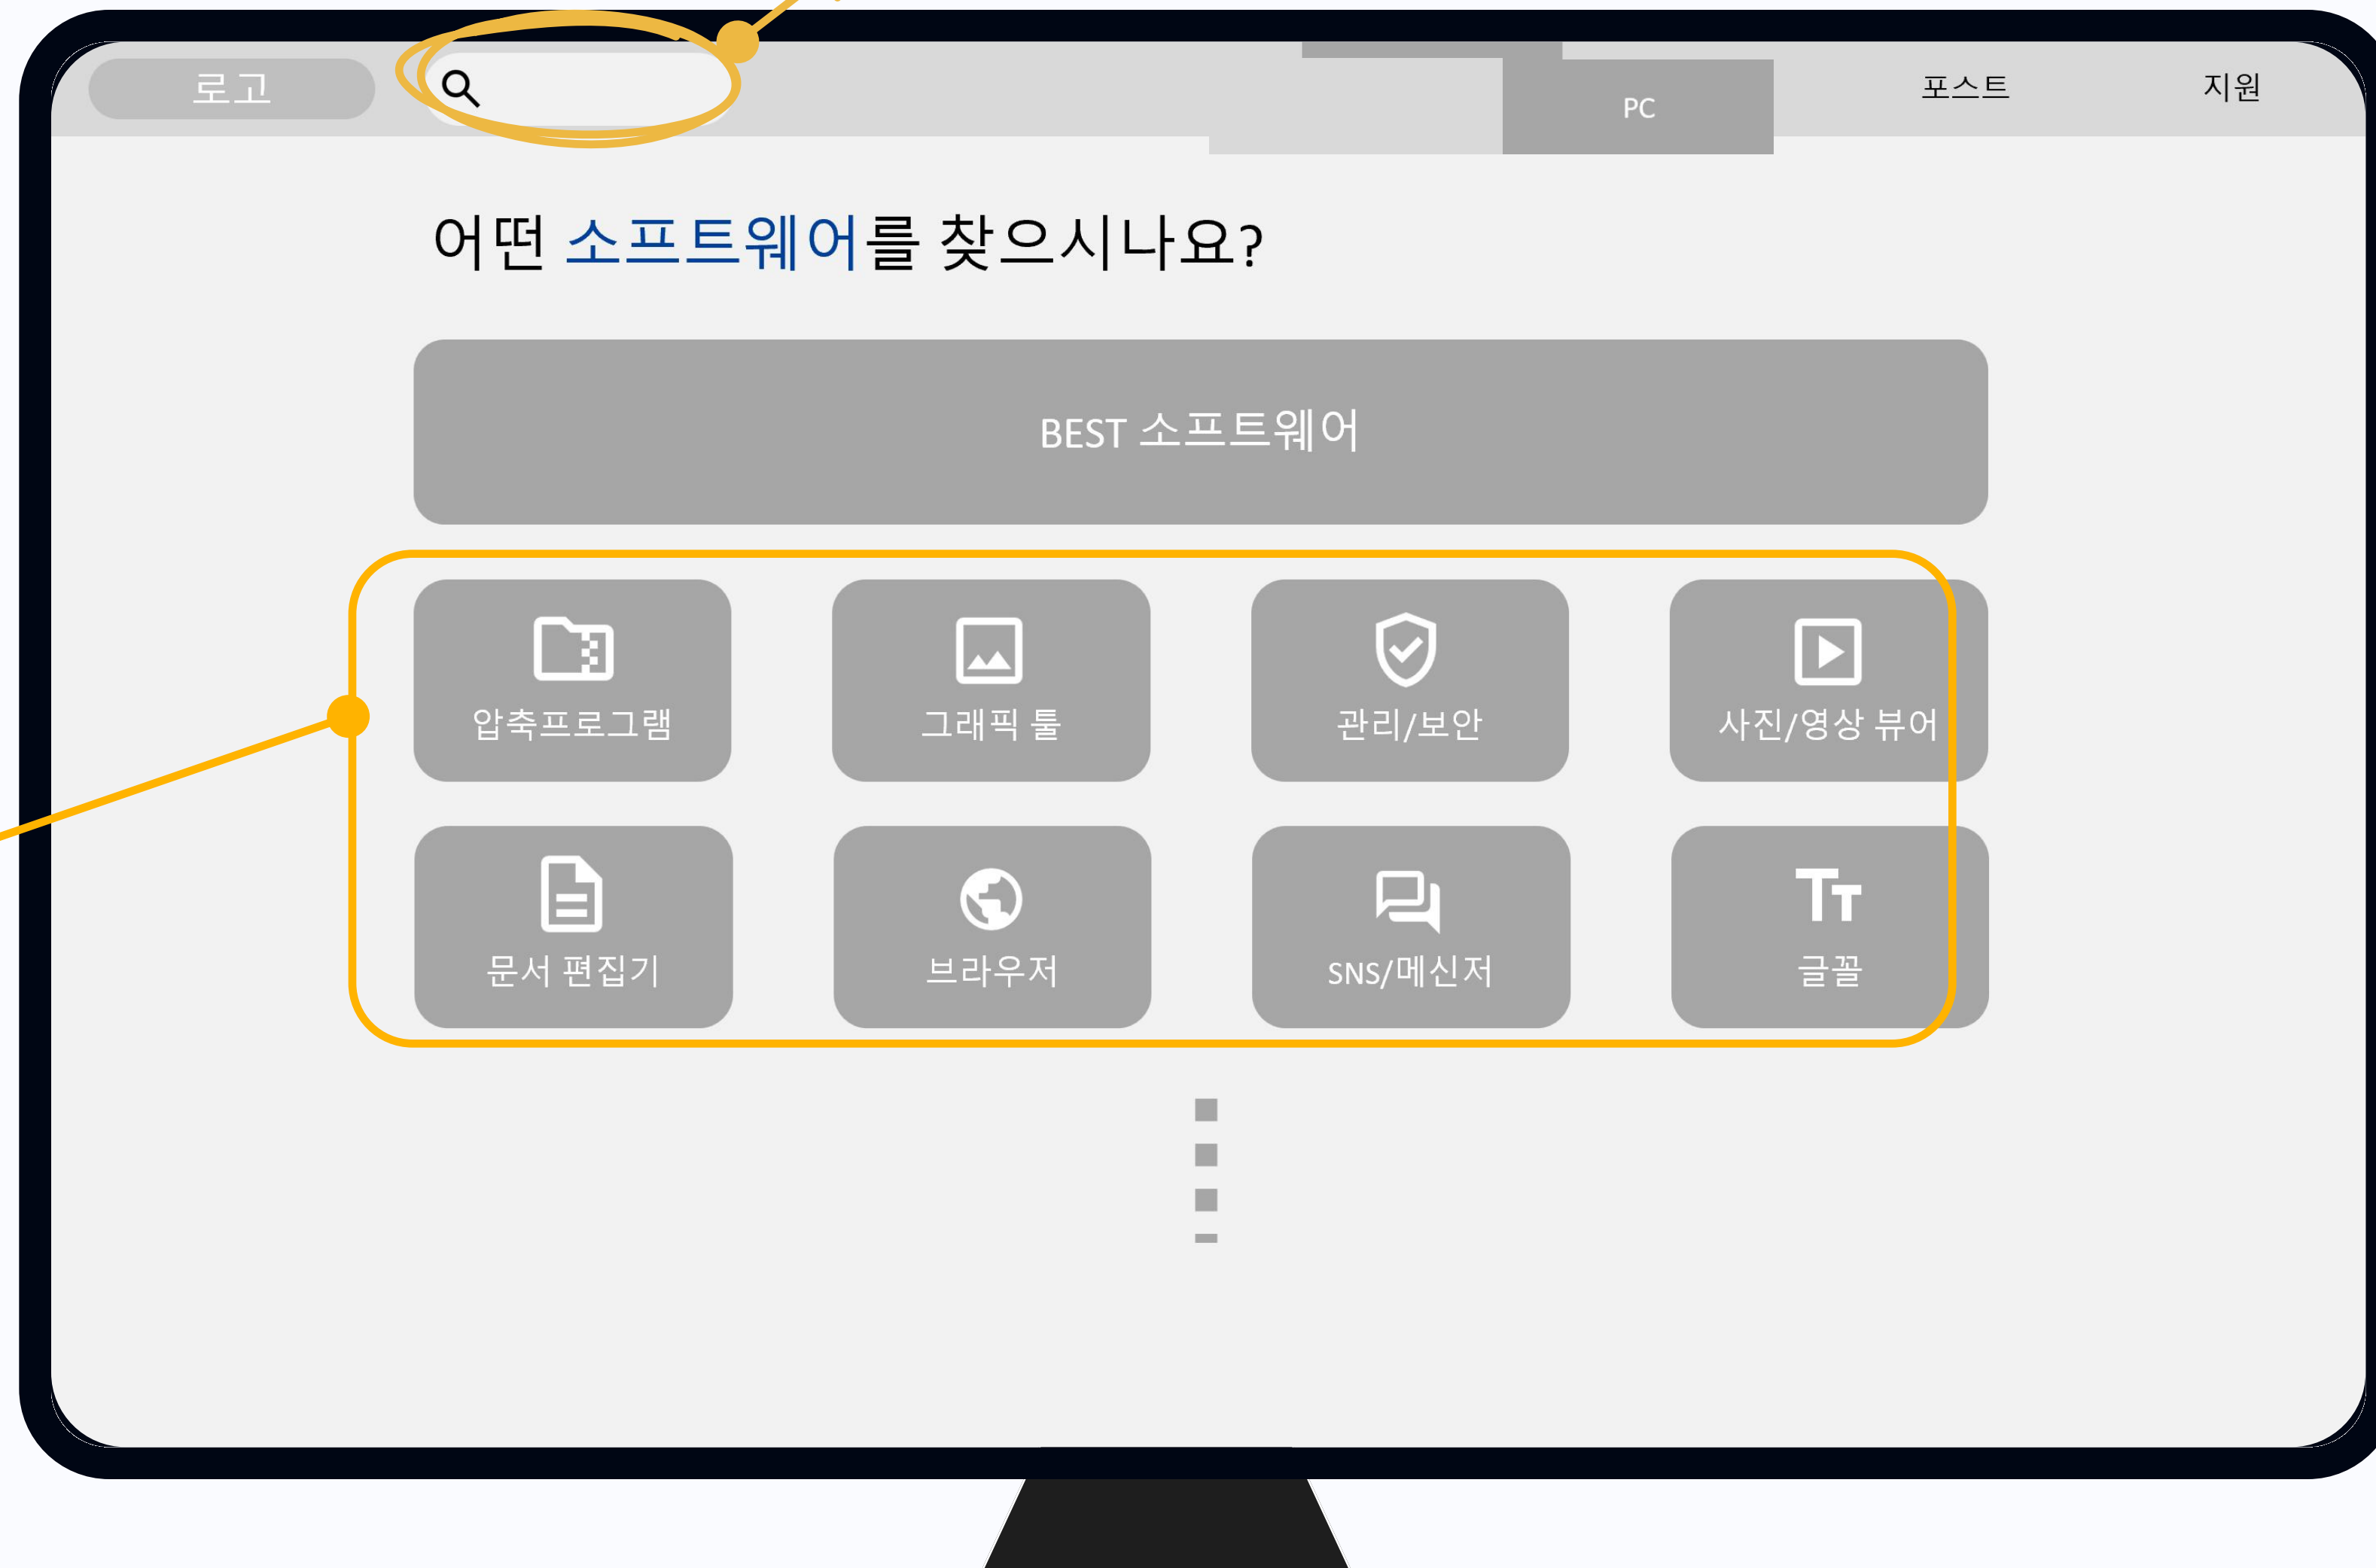 로고
PC
포스트
지원
어떤 소프트웨어를 찾으시나요?
BEST 소프트웨어
압축프로그램
그래픽 툴
관리/보안
사진/영상 뷰어
문서 편집기
브라우저
SNS/메신저
글꼴